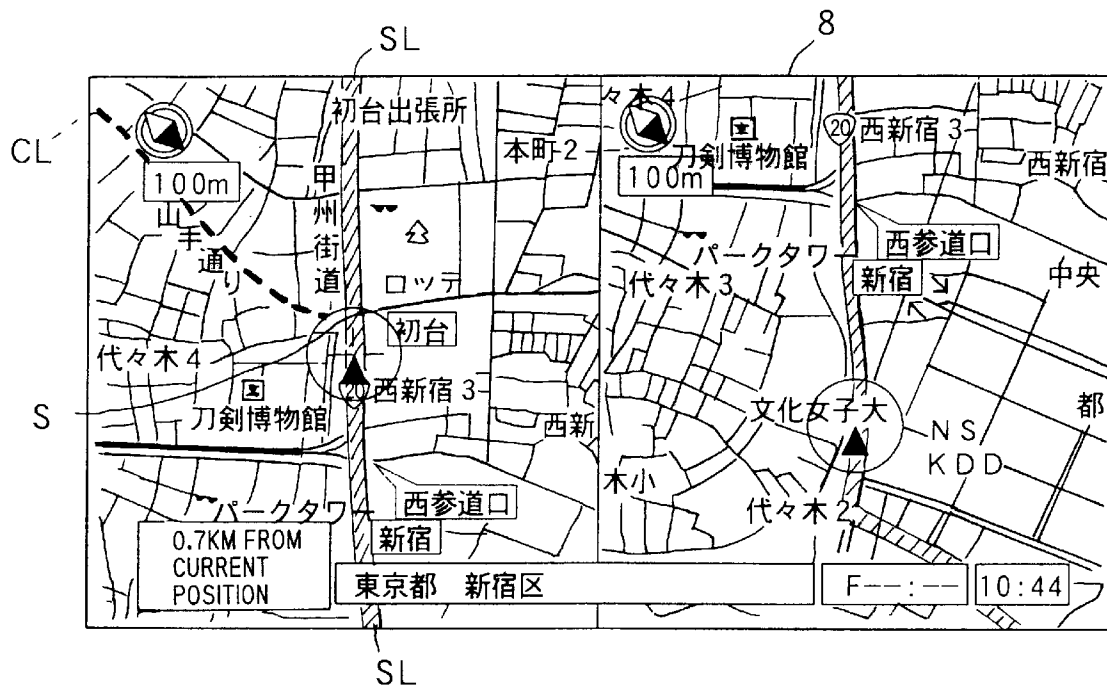 SL
8
CL
初台出張所
本町2
100m
甲州街道
山手通り
ロッテ
初台
代々木4
20
西新宿3
S
刀剣博物館
西新
西参道口
パークタワー
新宿
0.7KM FROM
CURRENT
POSITION
東京都 新宿区
SL
々木4
20
西新宿3
刀剣博物館
西新宿
100m
西参道口
パークタワー
新宿
中央
代々木3
文化女子大
都
NS
KDD
木小
代々木2
F--:--
10:44